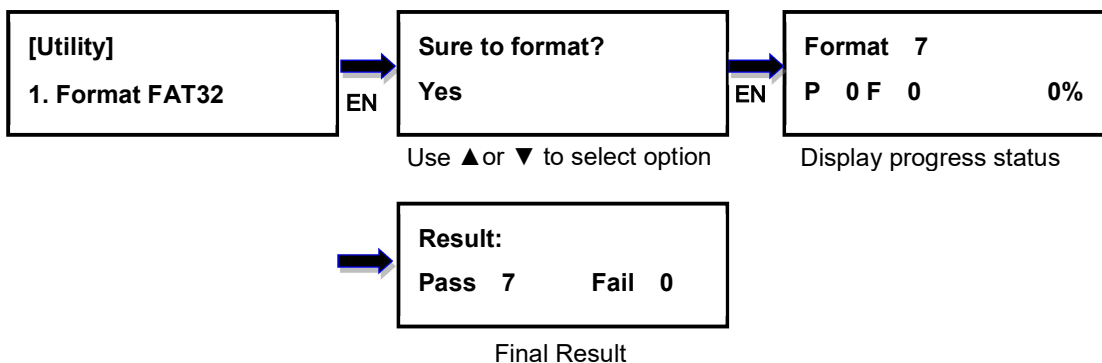 [Utility]
1. Format FAT32
EN
Sure to format?
Yes
Use ▲or ▼ to select option
EN
Format 7
P 0 F 0 0%
Display progress status
Result:
Pass 7 Fail 0
Final Result